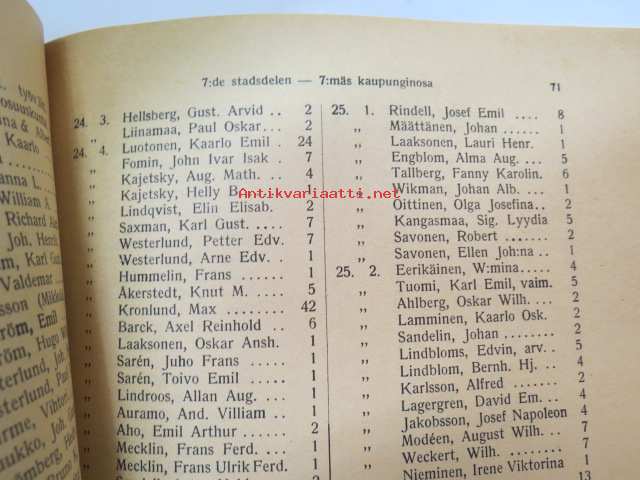 7:de stadsdelen — 7:mäs kaupunginosa 71
24. 3. Hellsberg, Gust. Arvid .. 2
„ Liinamaa, Paul Oskar... 2
24. 4. Luotonen, Kaarlo Emil 24
„ Fomin, John Ivar Isak . 7
„ Kajetsky, Aug. Math. . 4
„ Kajetsky, Helly B
„ Lindqvist, Elin Elisab. 2
„ Saxman, Karl Gust. ... 7
„ Westerlund, Petter Edv. 7
„ Westerlund, Arne Edv. 1
„ Hummelin, Frans ..... 1
„ Åkerstedt, Knut M. ... 5
„ Kronlund, Max ....... 42
„ Barck, Axel Reinhold .. 6
„ Laaksonen, Oskar Ansh. 1
„ Sarén, Juho Frans .... 1
„ Sarén, Toivo Emil .... 1
„ Lindroos, Allan Aug. .. 1
„ Auramo, And. Villiam .. 1
„ Aho, Emil Arthur ..... 2
„ Mecklin, Frans Ferd. .. 1
„ Mecklin, Frans Ulrik Ferd. 1
25. 1. Rindell, Josef Emil .... 8
„ Määttänen, Johan ..... 1
„ Laaksonen, Lauri Henr. 1
„ Engblom, Alma Aug. .. 5
„ Tallberg, Fanny Karolin. 6
„ Wikman, Johan Alb. .. 1
„ Oittinen, Olga Josefina.. 2
„ Kangasmaa, Sig. Lyydia 5
„ Savonen, Robert ...... 2
„ Savonen, Ellen Joh:na .. 1
25. 2. Eerikäinen, W:mina.... 4
„ Tuomi, Karl Emil, vaim. 5
„ Ahlberg, Oskar Wilh. .. 2
„ Lamminen, Kaarlo Osk. 2
„ Sandelin, Johan ...... 2
„ Lindbloms, Edvin, arv.. 5
„ Lindbloms, Bernh. Hj. . 4
„ Karlsson, Alfred ...... 2
„ Lagergren, David Em. .. 4
„ Jakobsson, Josef Napoleon 4
„ Modéen, August Wilh. . 7
„ Weckert, Wilh. ....... 7
„ Nieminen, Irene Viktorina 1
13
Antikvariaatti.net